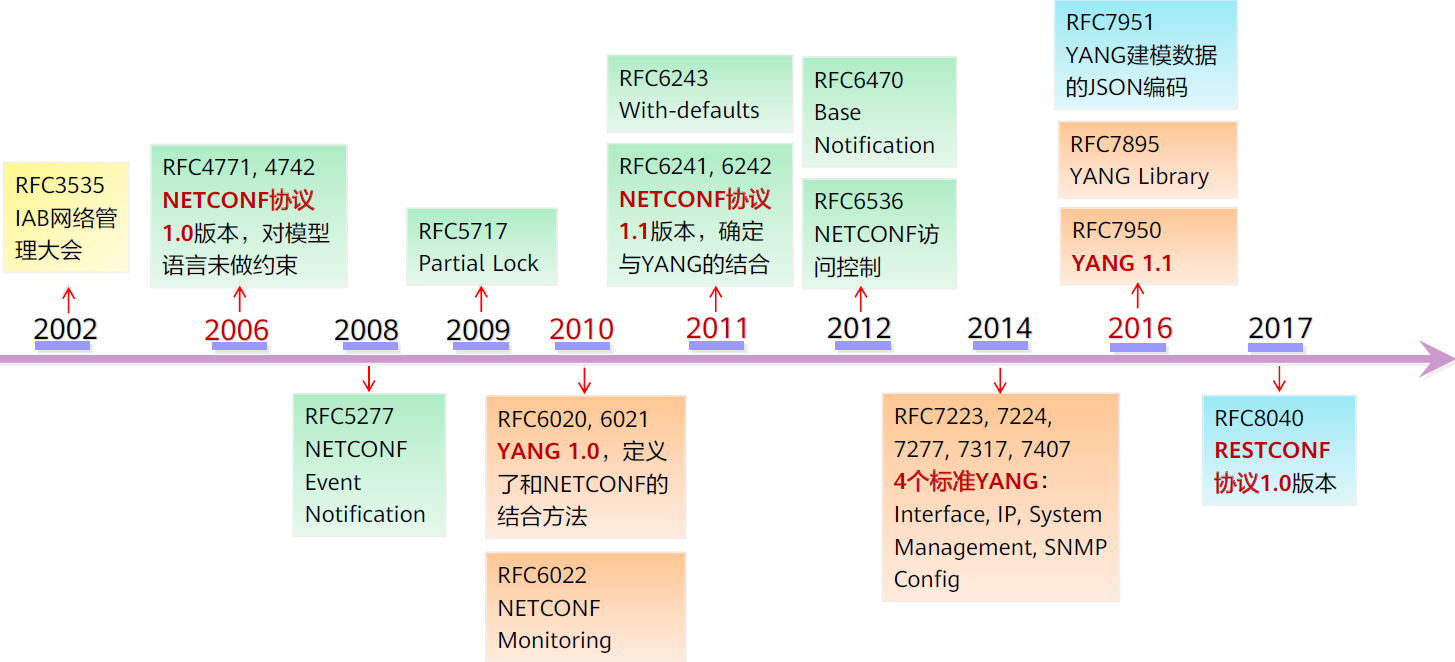 RFC3535
IAB网络管
理大会
RFC4771, 4742
NETCONF协议
1.0版本，对模型
语言未做约束
RFC5717
Partial Lock
RFC6243
With-defaults
RFC6241, 6242
NETCONF协议
1.1版本，确定
与YANG的结合
RFC6470
Base
Notification
RFC6536
NETCONF访
问控制
RFC7951
YANG建模数据
的JSON编码
RFC7895
YANG Library
RFC7950
YANG 1.1
2002
2006
2008
2009
2010
2011
2012
2014
2016
2017
RFC5277
NETCONF
Event
Notification
RFC6020, 6021
YANG 1.0，定义
了和NETCONF的
结合方法
RFC6022
NETCONF
Monitoring
RFC7223, 7224,
7277, 7317, 7407
4个标准YANG：
Interface, IP, System
Management, SNMP
Config
RFC8040
RESTCONF
协议1.0版本